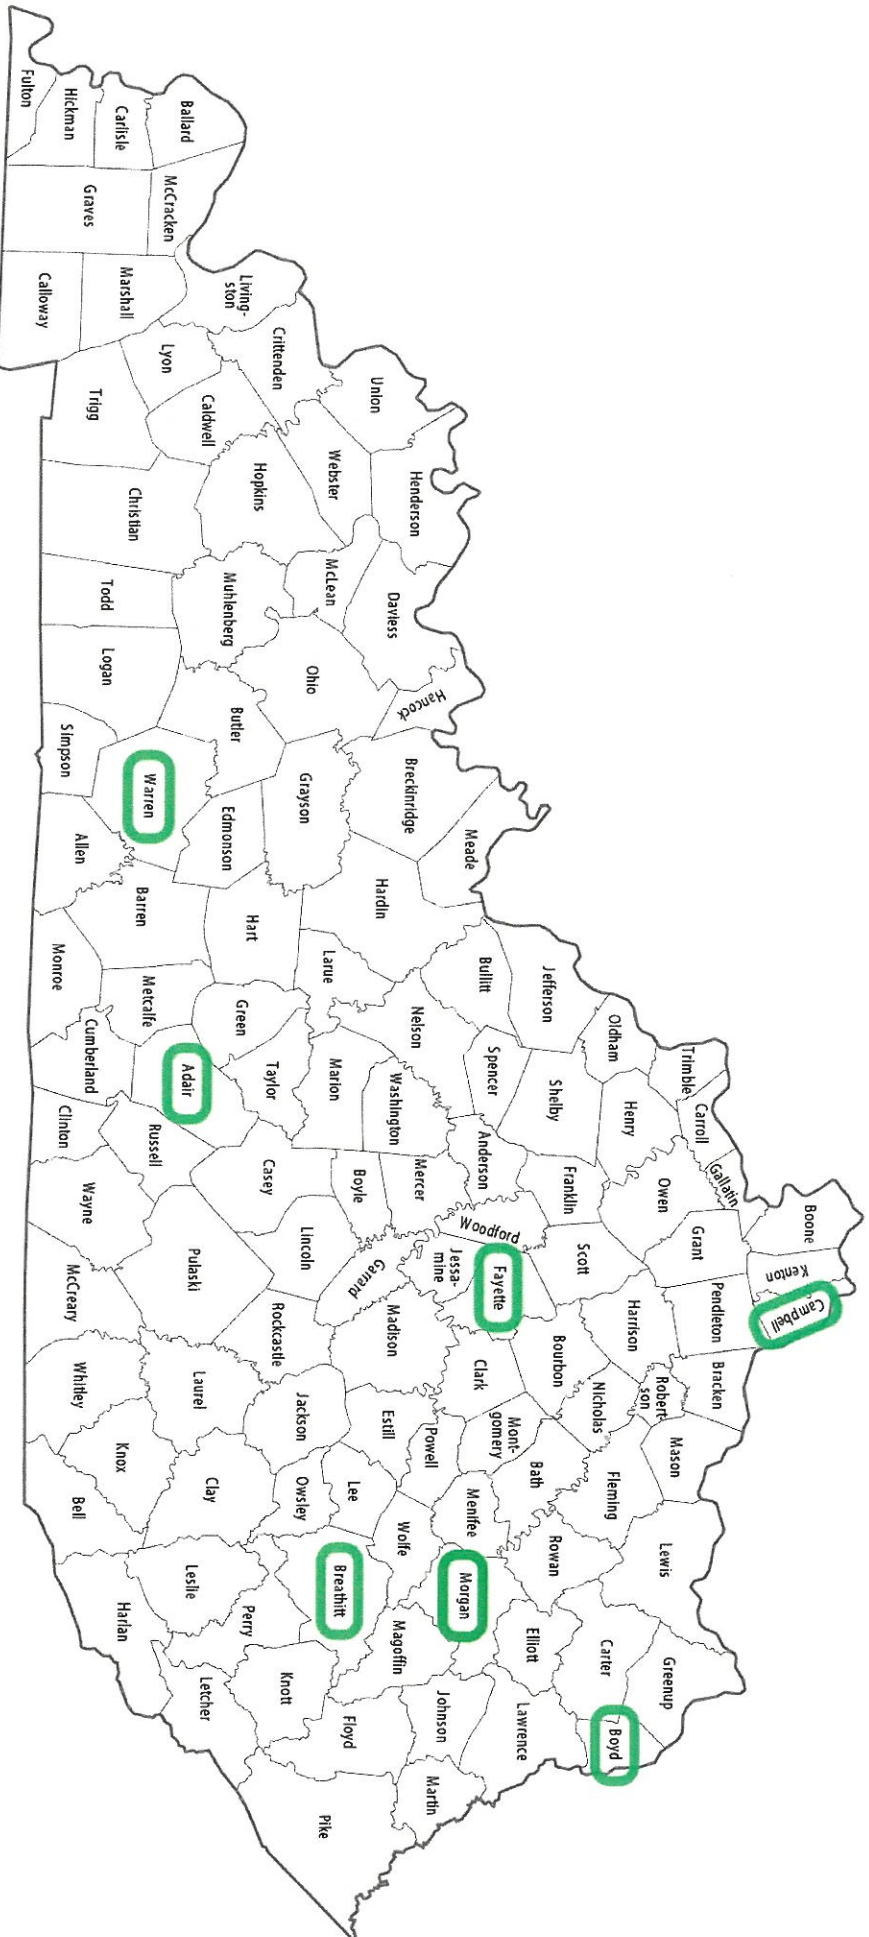 Fulton
Hickman
Carlisle
Ballard
McCracken
Graves
Calloway
Marshall
Living-
ston
Crittenden
Lyon
Caldwell
Trigg
Union
Webster
Henderson
Hopkins
Christian
McLean
Daviess
Muhlenberg
Todd
Logan
Ohio
Hancock
Butler
Simpson
Warren
Breckinridge
Grayson
Edmonson
Meade
Allen
Hardin
Hart
Barren
Monroe
Larue
Metcalfe
Green
Bullitt
Jefferson
Nelson
Oldham
Trimble
Spencer
Shelby
Henry
Carroll
Gallatin
Marion
Washington
Taylor
Adair
Cumberland
Clinton
Russell
Casey
Wayne
Boyle
Mercer
Anderson
Franklin
Owen
Grant
Boone
Kenton
Campbell
Woodford
Scott
Fayette
Jessa-
mine
Garrard
Lincoln
Pulaski
McCreary
Rockcastle
Madison
Pendleton
Harrison
Bourbon
Clark
Bracken
Robert
son
Nicholas
Mason
Mont-
gomery
Powell
Estill
Jackson
Laurel
Whitley
Knox
Bell
Clay
Owsley
Lee
Wolfe
Menifee
Bath
Fleming
Rowan
Lewis
Morgan
Breathitt
Leslie
Perry
Harlan
Letcher
Knott
Magoffin
Elliott
Carter
Greenup
Boyd
Lawrence
Johnson
Floyd
Martin
Pike